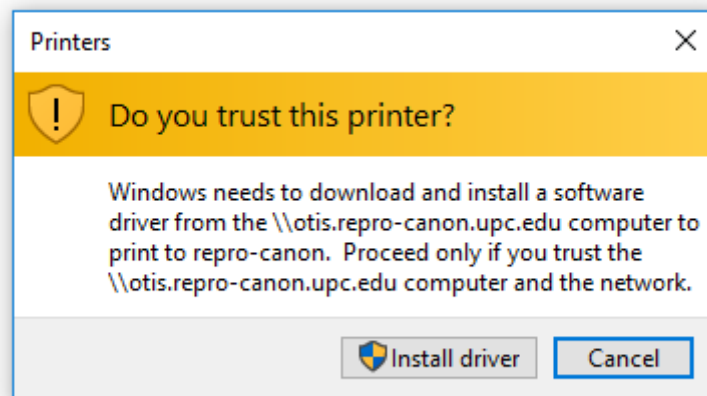 Printers
Do you trust this printer?
Windows needs to download and install a software
driver from the \\otis.repro-canon.upc.edu computer to
print to repro-canon.  Proceed only if you trust the
\\otis.repro-canon.upc.edu computer and the network.
Install driver
Cancel